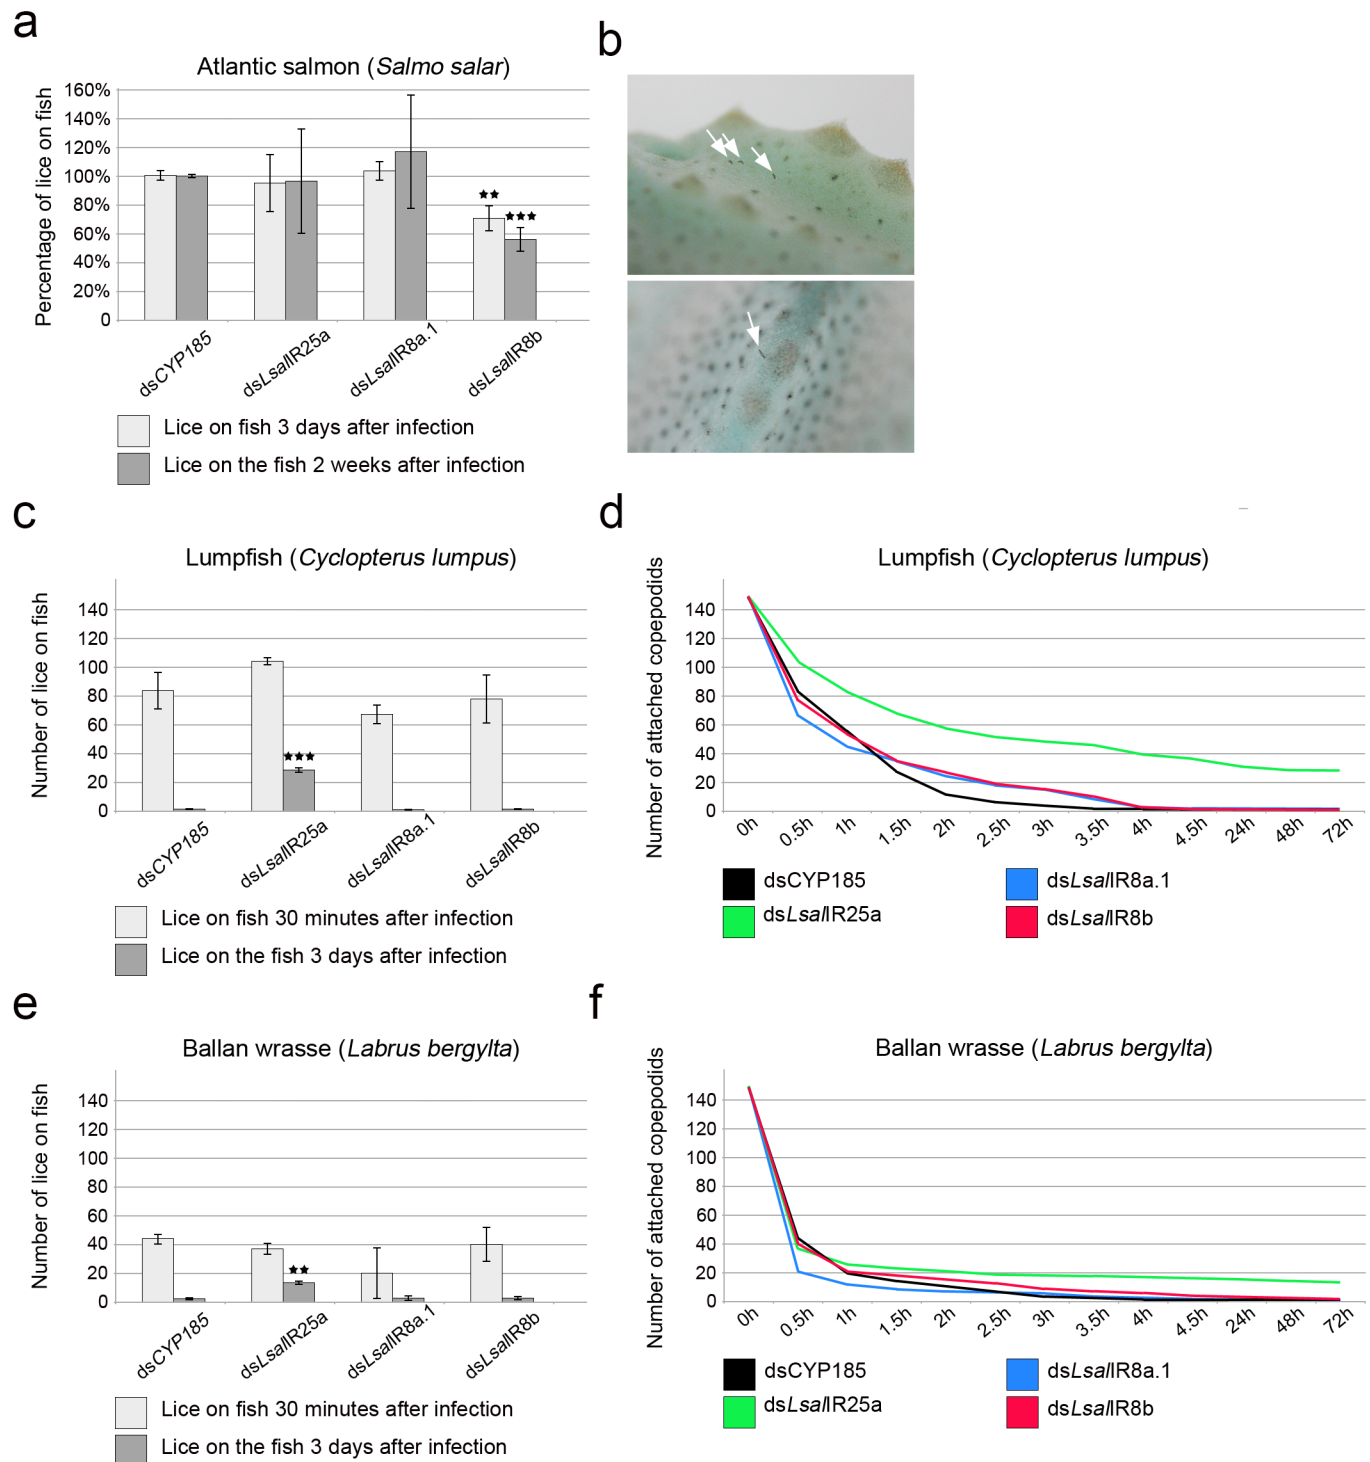 a
Atlantic salmon (Salmo salar)
Percentage of lice on fish
160%
140%
120%
100%
80%
60%
40%
20%
0
dsCYP185
dsLsalIR25a
dsLsalIR8a.1
dsLsalIR8b
Lice on fish 3 days after infection
Lice on the fish 2 weeks after infection
b
c
Lumpfish (Cyclopterus lumpus)
Number of lice on fish
140
120
100
80
60
40
20
0
dsCYP185
dsLsalIR25a
dsLsalIR8a.1
dsLsalIR8b
Lice on fish 30 minutes after infection
Lice on the fish 3 days after infection
d
Lumpfish (Cyclopterus lumpus)
Number of attached copepodids
140
120
100
80
60
40
20
0
0h
0.5h
1h
1.5h
2h
2.5h
3h
3.5h
4h
4.5h
24h
48h
72h
dsCYP185
dsLsalIR25a
dsLsalIR8a.1
dsLsalIR8b
e
Ballan wrasse (Labrus bergylta)
Number of lice on fish
140
120
100
80
60
40
20
0
dsCYP185
dsLsalIR25a
dsLsalIR8a.1
dsLsalIR8b
Lice on fish 30 minutes after infection
Lice on the fish 3 days after infection
f
Ballan wrasse (Labrus bergylta)
Number of attached copepodids
140
120
100
80
60
40
20
0
0h
0.5h
1h
1.5h
2h
2.5h
3h
3.5h
4h
4.5h
24h
48h
72h
dsCYP185
dsLsalIR25a
dsLsalIR8a.1
dsLsalIR8b